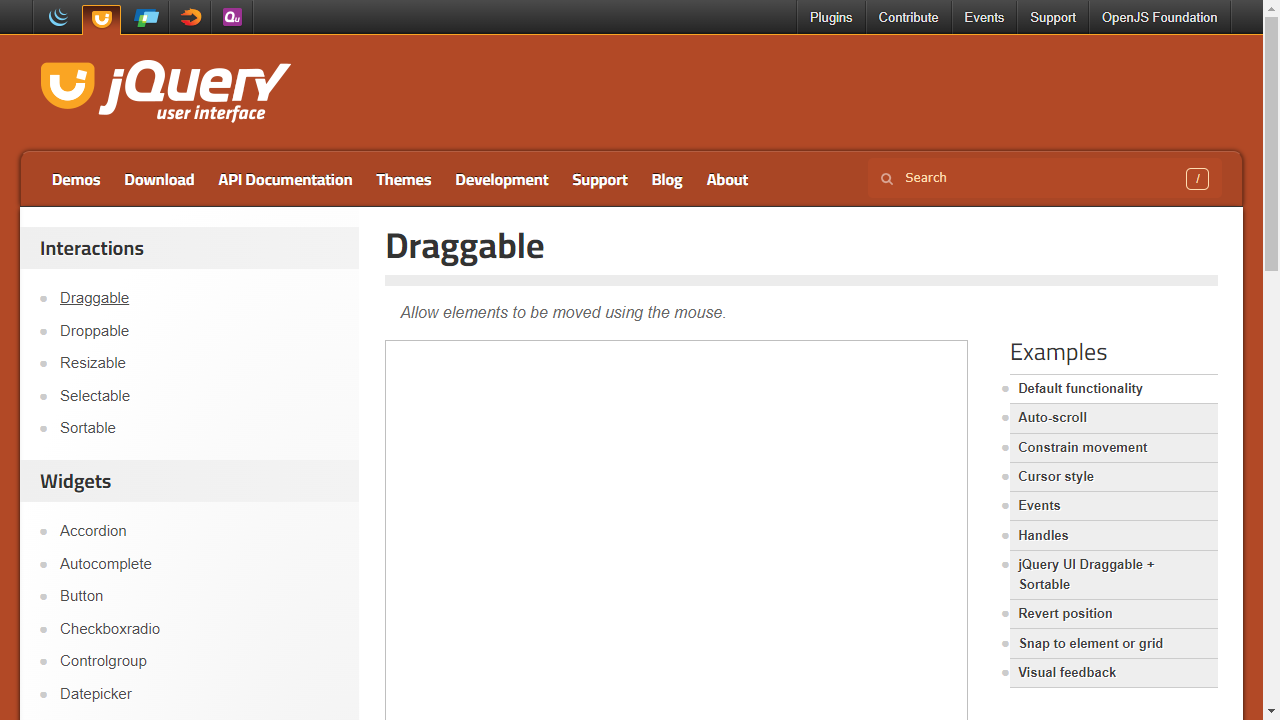 Plugins
Contribute
Events
Support
OpenJS Foundation
jQuery
user interface
Demos
Download
API Documentation
Themes
Development
Support
Blog
About
Search
/
Interactions
Draggable
Droppable
Resizable
Selectable
Sortable
Widgets
Accordion
Autocomplete
Button
Checkboxradio
Controlgroup
Datepicker
Draggable
Allow elements to be moved using the mouse.
Examples
Default functionality
Auto-scroll
Constrain movement
Cursor style
Events
Handles
jQuery UI Draggable +
Sortable
Revert position
Snap to element or grid
Visual feedback